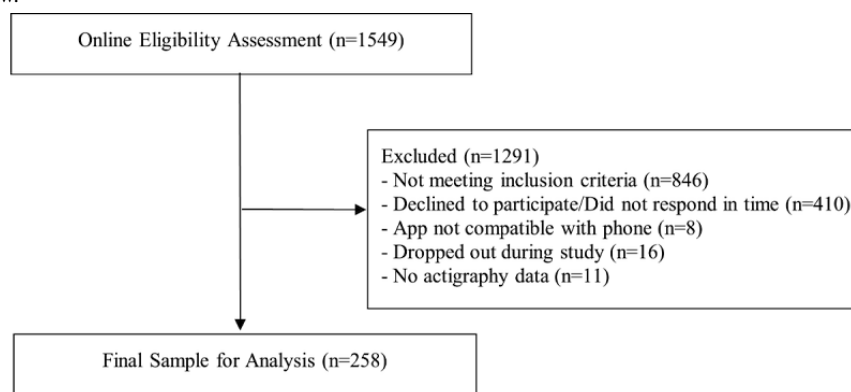 Online Eligibility Assessment (n=1549)
Excluded (n=1291)
- Not meeting inclusion criteria (n=846)
- Declined to participate/Did not respond in time (n=410)
- App not compatible with phone (n=8)
- Dropped out during study (n=16)
- No actigraphy data (n=11)
Final Sample for Analysis (n=258)